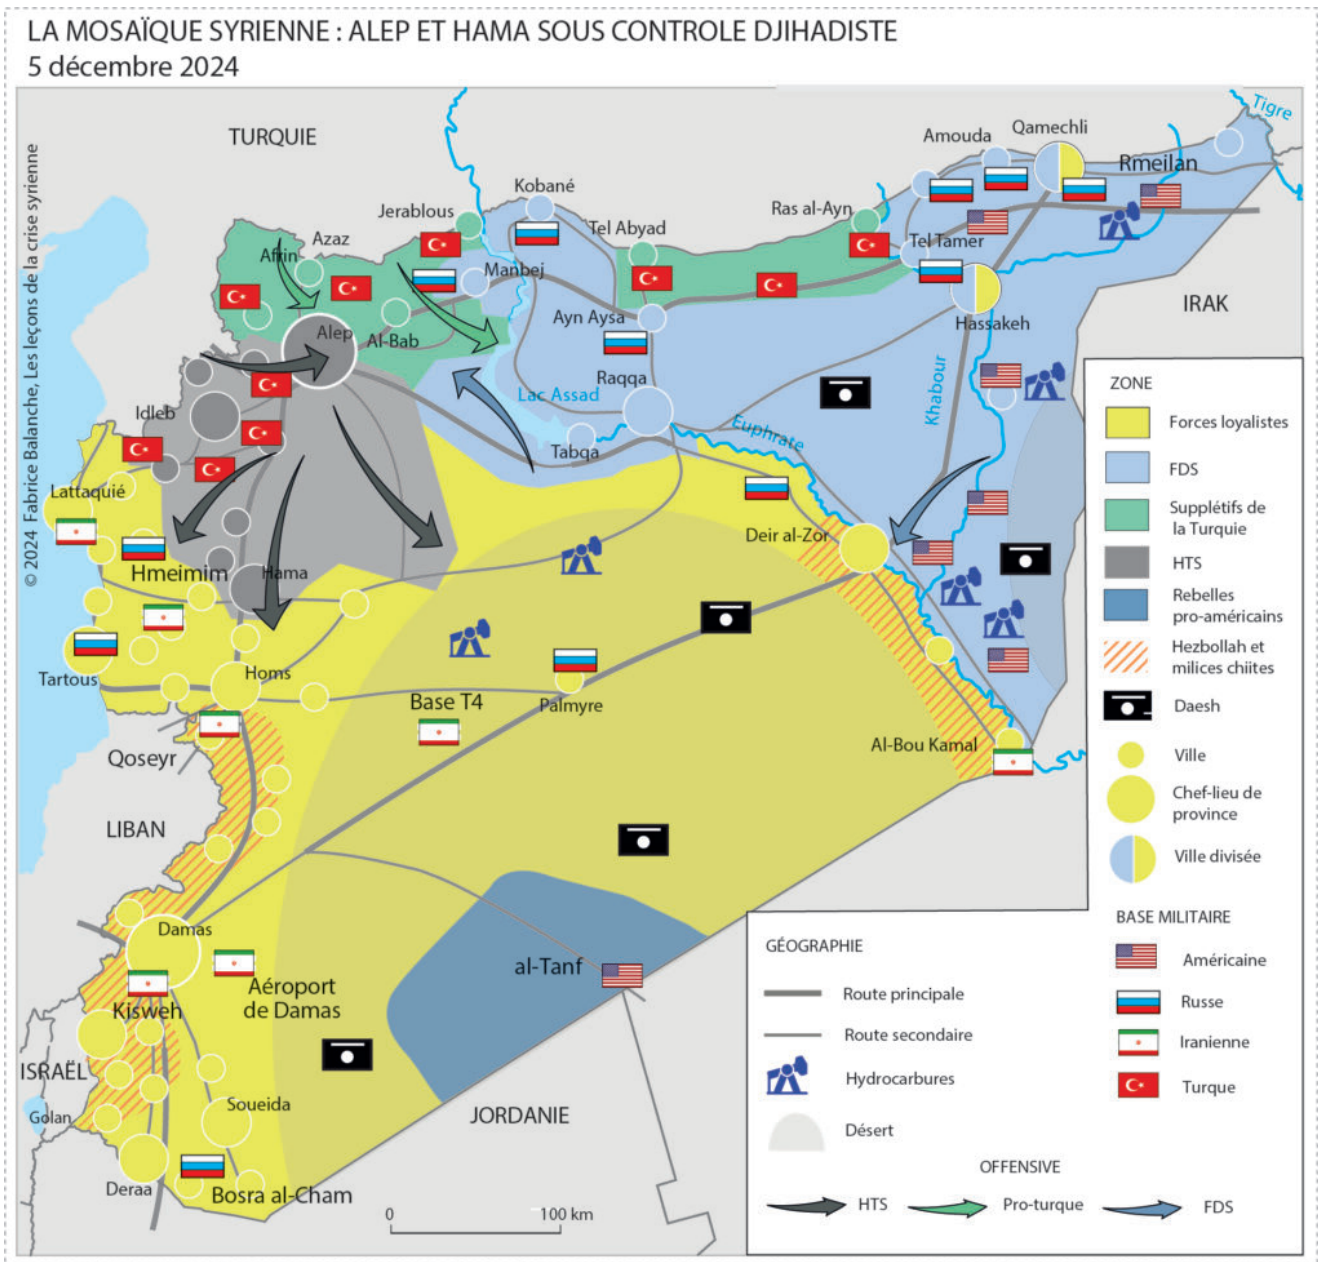 LA MOSAÏQUE SYRIENNE : ALEP ET HAMA SOUS CONTROLE DJIHADISTE
5 décembre 2024
© 2024 Fabrice Balanche, Les leçons de la crise syrienne
TURQUIE
Tigre
Amouda
Qamechli
Rmeilan
Kobané
Jerablous
Ras al-Ayn
Azaz
Afrin
Tel Abyad
Tel Tamer
Manbej
IRAK
Alep
Al-Bab
Ayn Aysa
Hassakeh
Khabour
Raqqa
Lac Assad
Idleb
Euphrate
Tabqa
Lattaquié
Deir al-Zor
Hmeimim
Hama
Tartous
Homs
Base T4
Palmyre
Al-Bou Kamal
Qoseyr
LIBAN
Damas
al-Tanf
Aéroport
de Damas
Kisweh
ISRAËL
Golan
Soueida
JORDANIE
Deraa
Bosra al-Cham
0
100 km
ZONE
Forces loyalistes
FDS
Supplétifs de
la Turquie
HTS
Rebelles
pro-américains
Hezbollah et
milices chiites
Daesh
Ville
Chef-lieu de
province
Ville divisée
BASE MILITAIRE
Américaine
Russe
Iranienne
Turque
GÉOGRAPHIE
Route principale
Route secondaire
Hydrocarbures
Désert
OFFENSIVE
HTS
Pro-turque
FDS